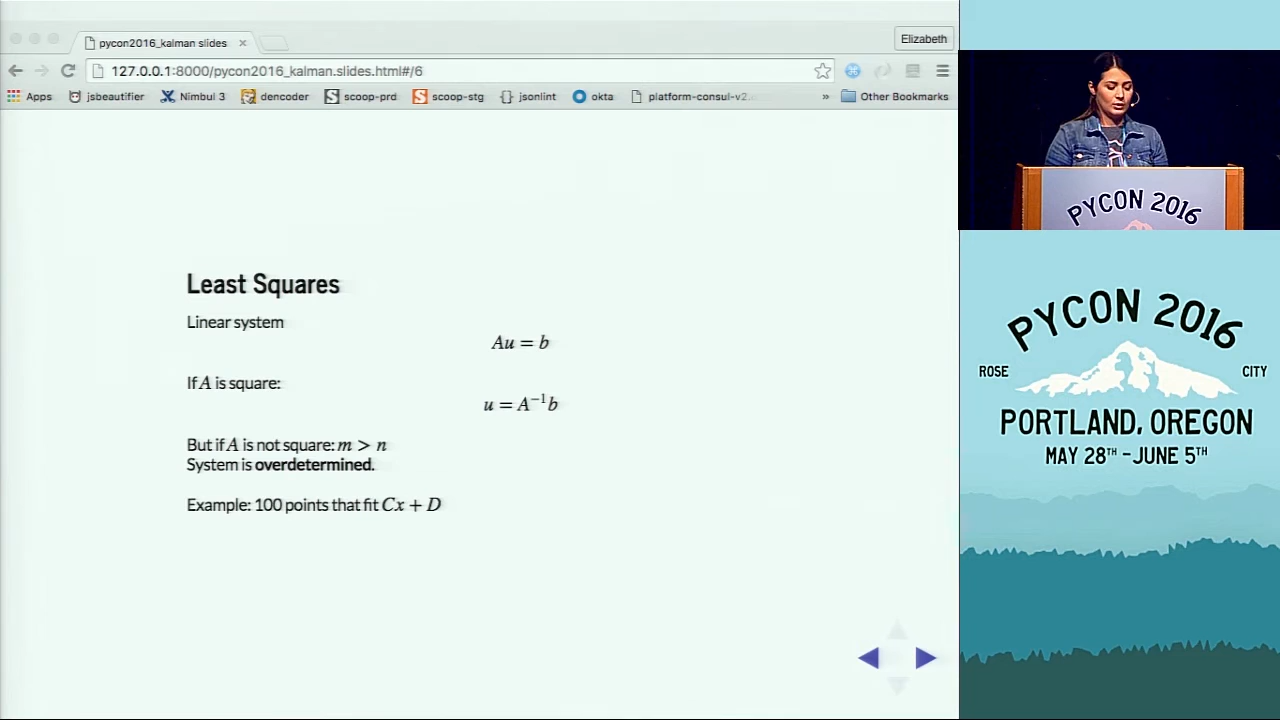 pycon2016_kalman slides
Elizabeth
127.0.0.1:8000/pycon2016_kalman.slides.html#/6
Apps
jsbeautifier
Nimbul 3
dencoder
scoop-prd
scoop-stg
jsonlint
okta
platform-consul-v2.
»
Other Bookmarks
Least Squares
Linear system
Au = b
If A is square:
u = A⁻¹b
But if A is not square: m > n
System is overdetermined.
Example: 100 points that fit Cx + D
PYCON 2016
PYCON 2016
ROSE CITY
PORTLAND, OREGON
MAY 28TH - JUNE 5TH